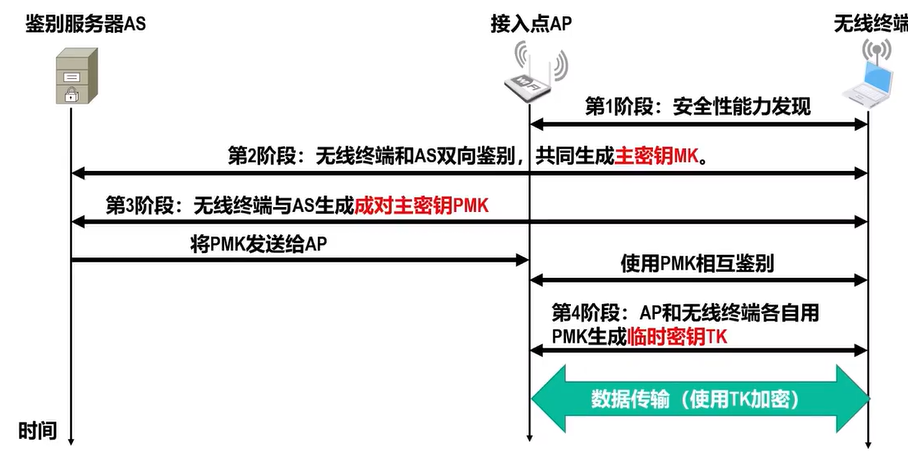 鉴别服务器AS
接入点AP
无线终端
第1阶段：安全性能力发现
第2阶段：无线终端和AS双向鉴别，共同生成主密钥MK。
第3阶段：无线终端与AS生成成对主密钥PMK
将PMK发送给AP
使用PMK相互鉴别
第4阶段：AP和无线终端各自用
PMK生成临时密钥TK
数据传输（使用TK加密）
时间